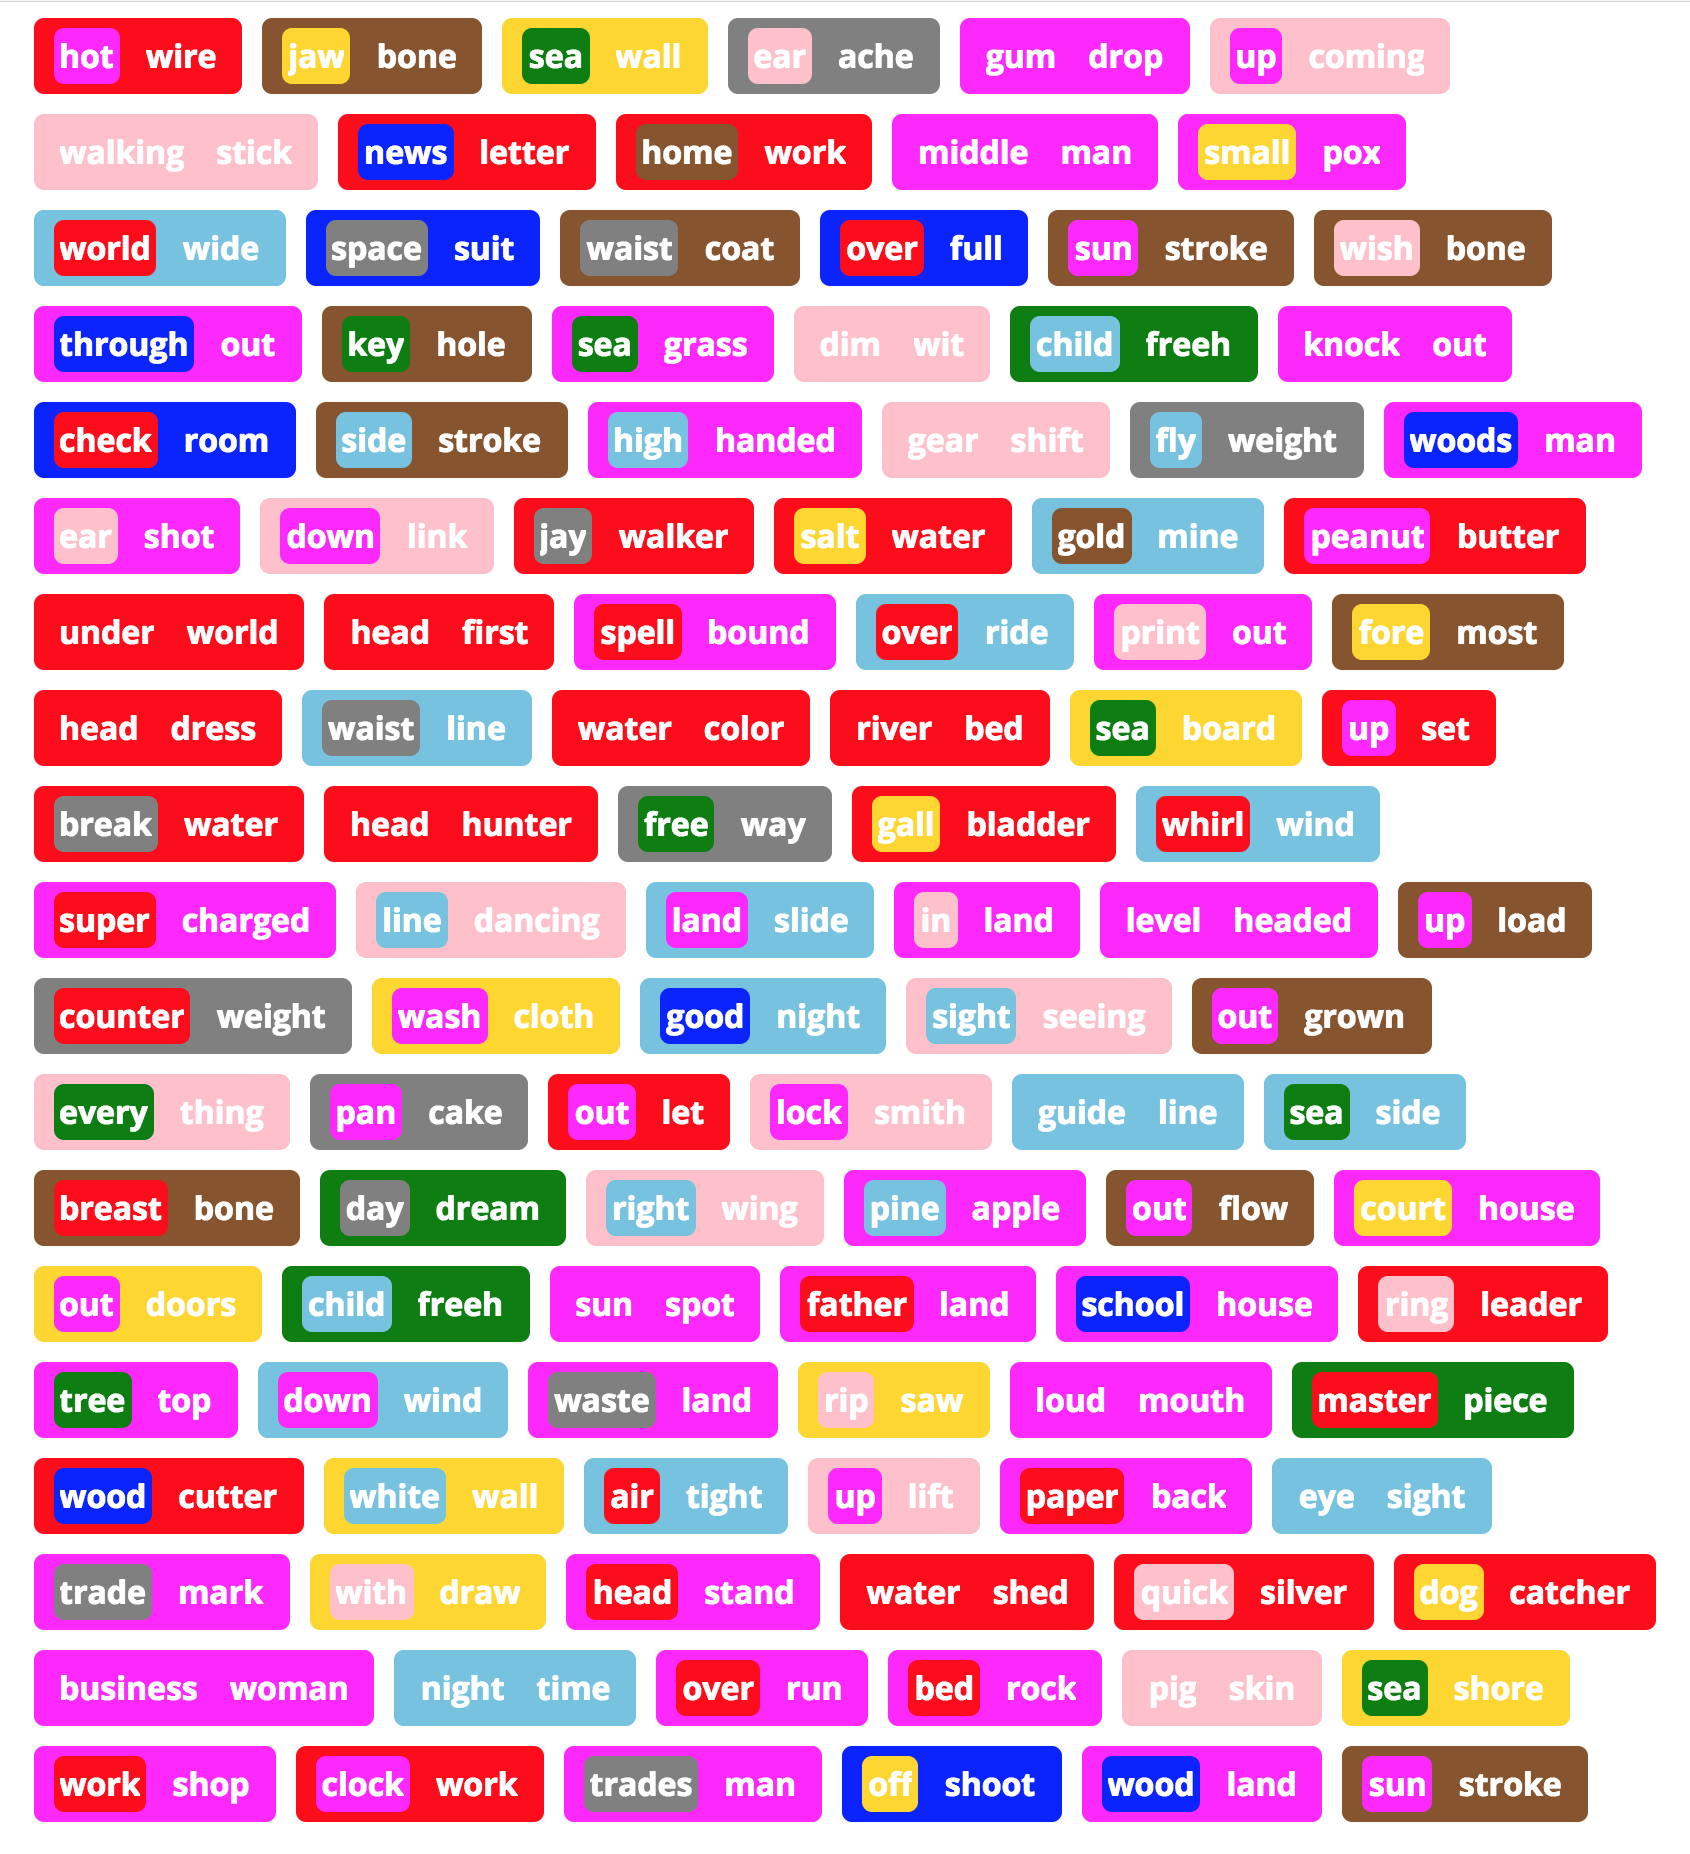 hot wire jaw bone sea wall ear ache gum drop up coming
walking stick news letter home work middle man small pox
world wide space suit waist coat over full sun stroke wish bone
through out key hole sea grass dim wit child freeh knock out
check room side stroke high handed gear shift fly weight woods man
ear shot down link jay walker salt water gold mine peanut butter
under world head first spell bound over ride print out fore most
head dress waist line water color river bed sea board up set
break water head hunter free way gall bladder whirl wind
super charged line dancing land slide in land level headed up load
counter weight wash cloth good night sight seeing out grown
every thing pan cake out let lock smith guide line sea side
breast bone day dream right wing pine apple out flow court house
out doors child freeh sun spot father land school house ring leader
tree top down wind waste land rip saw loud mouth master piece
wood cutter white wall air tight up lift paper back eye sight
trade mark with draw head stand water shed quick silver dog catcher
business woman night time over run bed rock pig skin sea shore
work shop clock work trades man off shoot wood land sun stroke